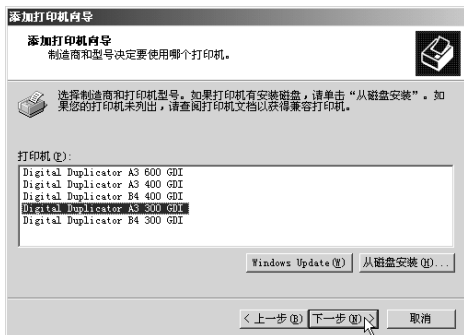 添加打印机向导
添加打印机向导
制造商和型号决定要使用哪个打印机。
选择制造商和打印机型号。如果打印机有安装磁盘，请单击“从磁盘安装”。如
果您的打印机未列出，请查阅打印机文档以获得兼容打印机。
打印机(P):
Digital Duplicator A3 600 GDI
Digital Duplicator A3 400 GDI
Digital Duplicator B4 400 GDI
Digital Duplicator A3 300 GDI
Digital Duplicator B4 300 GDI
Windows Update(W) 从磁盘安装(H)...
< 上一步(B) 下一步(N) > 取消